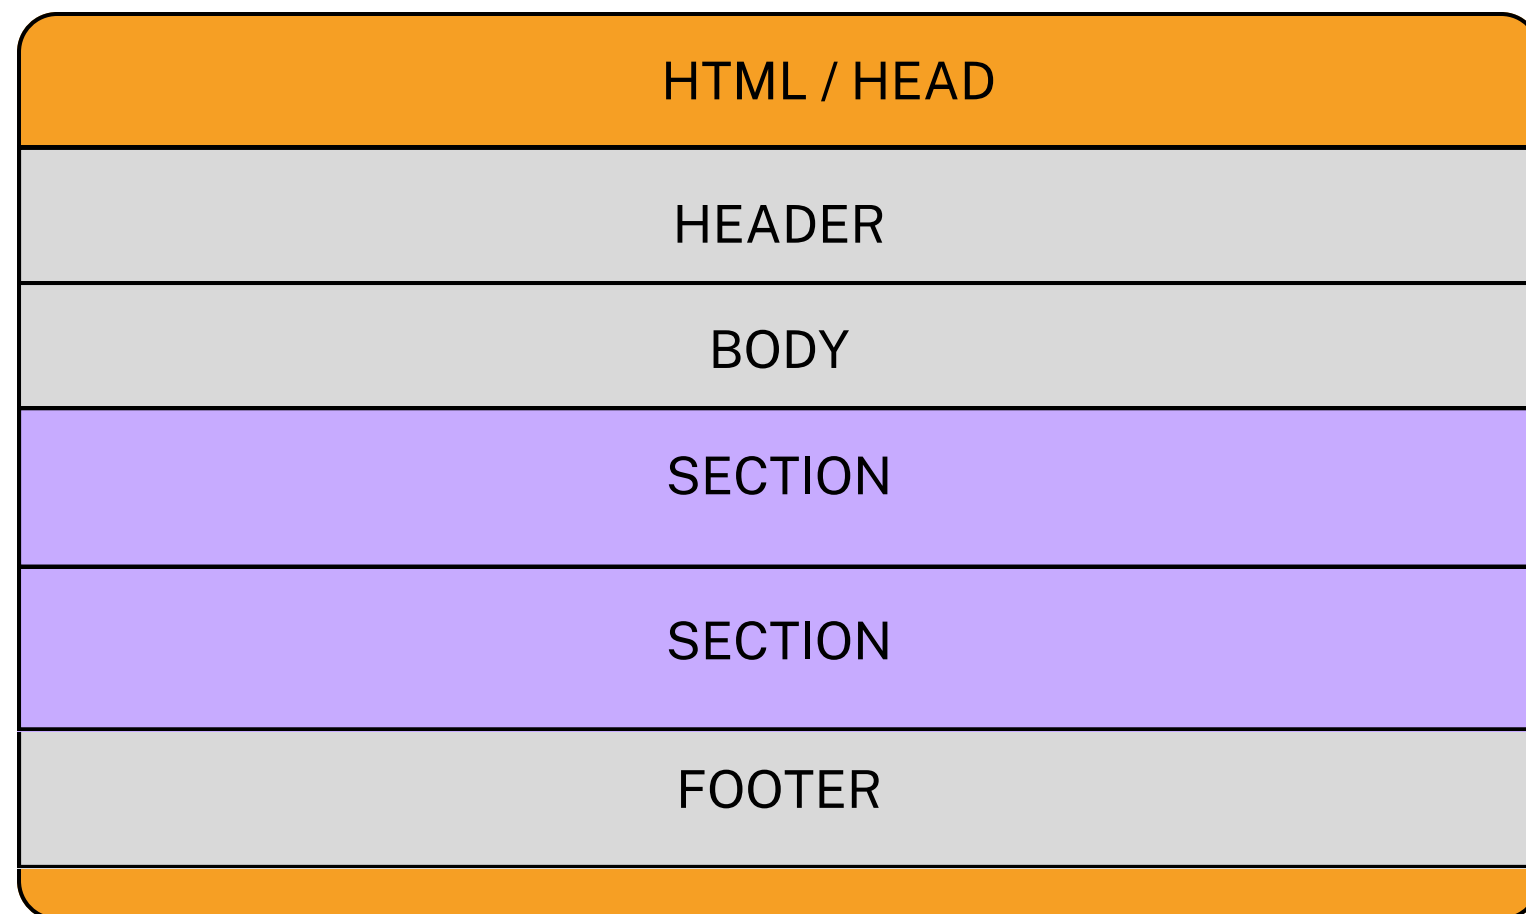 HTML / HEAD
HEADER
BODY
SECTION
SECTION
FOOTER